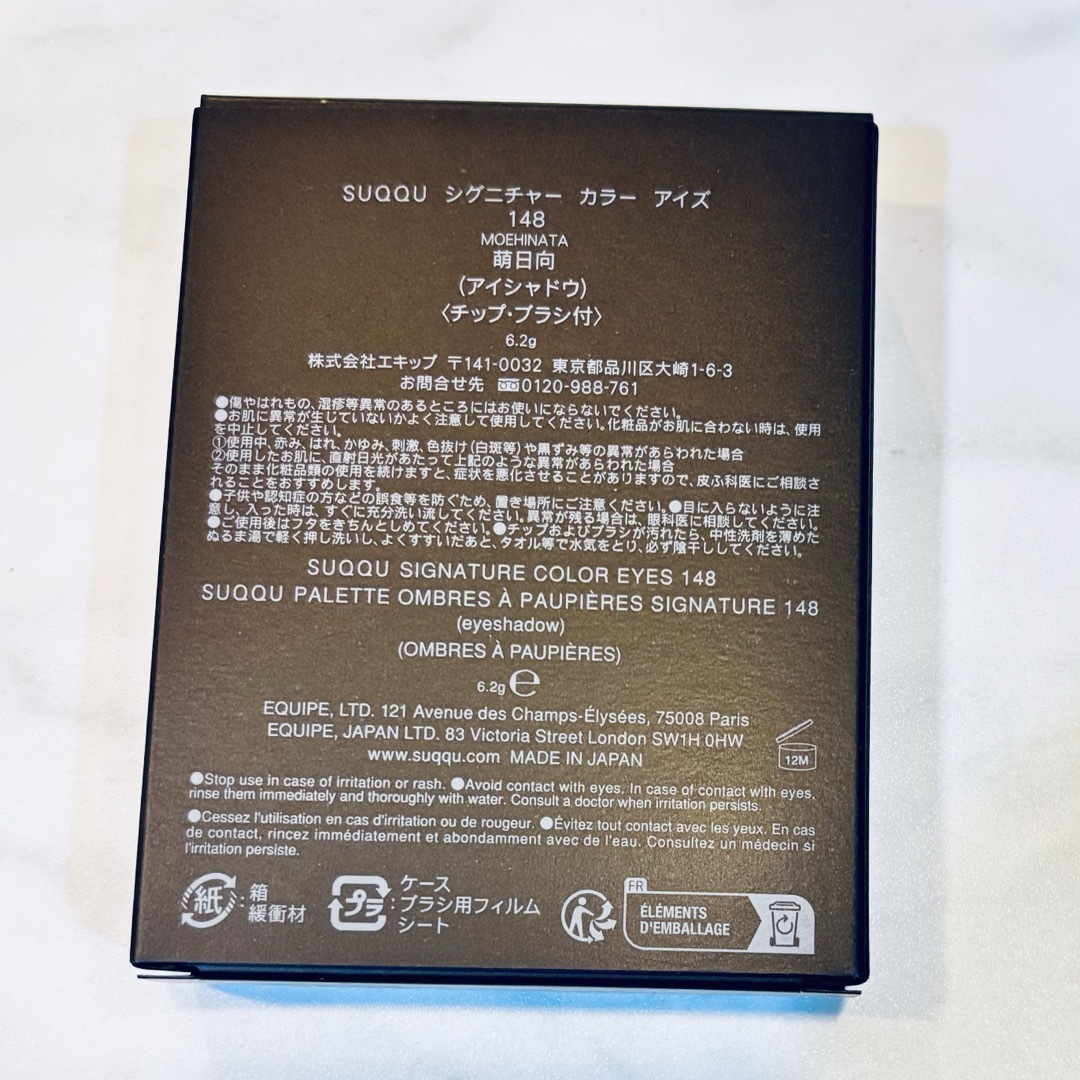 SUQQU シグニチャー カラー アイズ
148
MOEHINATA
萌日向
(アイシャドウ)
〈チップ・ブラシ付〉
6.2g
株式会社エキップ 〒141-0032 東京都品川区大崎1-6-3
お問合せ先 0120-988-761
●傷やはれもの、湿疹等異常のあるところにはお使いにならないでください。
●お肌に異常が生じていないかよく注意して使用してください。化粧品がお肌に合わない時は、使用
を中止してください。
①使用中、赤み、はれ、かゆみ、刺激、色抜け(白斑等)や黒ずみ等の異常があらわれた場合
②使用したお肌に、直射日光があたって上記のような異常があらわれた場合
そのまま化粧品類の使用を続けますと、症状を悪化させることがありますので、皮ふ科医にご相談さ
れることをおすすめします。
●子供や認知症の方などの誤食等を防ぐため、置き場所にご注意ください。●目に入らないように注
意し、入った時は、すぐに充分洗い流してください。異常が残る場合は、眼科医に相談してください。
●ご使用後はフタをきちんとしめてください。●チップおよびブラシが汚れたら、中性洗剤を薄めた
ぬるま湯で軽く押し洗いし、よくすすいだあと、タオル等で水気をとり、必ず陰干ししてください。
SUQQU SIGNATURE COLOR EYES 148
SUQQU PALETTE OMBRES À PAUPIÈRES SIGNATURE 148
(eyeshadow)
(OMBRES À PAUPIÈRES)
6.2g ℮
EQUIPE, LTD. 121 Avenue des Champs-Élysées, 75008 Paris
EQUIPE, JAPAN LTD. 83 Victoria Street London SW1H 0HW
www.suqqu.com MADE IN JAPAN
12M
●Stop use in case of irritation or rash. ●Avoid contact with eyes. In case of contact with eyes,
rinse them immediately and thoroughly with water. Consult a doctor when irritation persists.
●Cessez l'utilisation en cas d'irritation ou de rougeur. ●Évitez tout contact avec les yeux. En cas
de contact, rincez immédiatement et abondamment avec de l'eau. Consultez un médecin si
l'irritation persiste.
紙:箱
緩衝材
プラ:ケース
ブラシ用フィルム
シート
FR
ÉLÉMENTS
D'EMBALLAGE